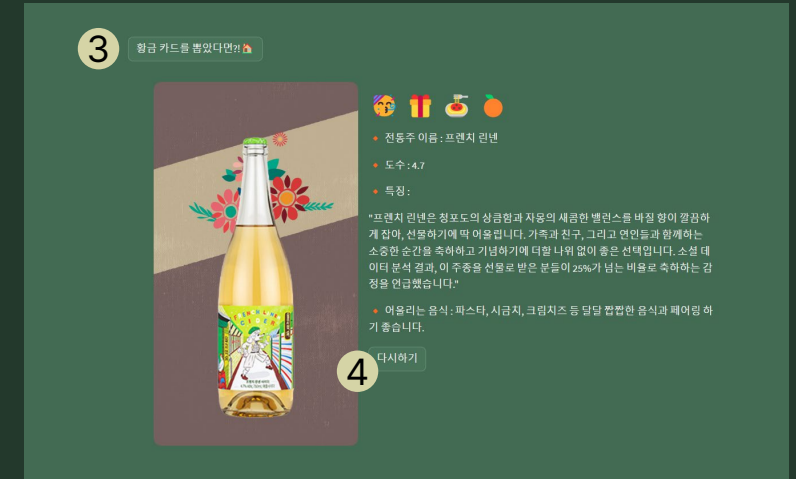 3
황금 카드를 뽑았다면?!
전통주 이름 : 프렌치 린넨
도수 : 4.7
특징 :
"프렌치 린넨은 청포도의 상큼함과 자몽의 새콤한 밸런스를 바질 향이 깔끔하
게 잡아, 선물하기에 딱 어울립니다. 가족과 친구, 그리고 연인들과 함께하는
소중한 순간을 축하하고 기념하기에 더할 나위 없이 좋은 선택입니다. 소셜 데
이터 분석 결과, 이 주종을 선물로 받은 분들이 25%가 넘는 비율로 축하하는 감
정을 언급했습니다."
어울리는 음식 : 파스타, 시금치, 크림치즈 등 달달 짭짭한 음식과 페어링 하
기 좋습니다.
4
다시하기